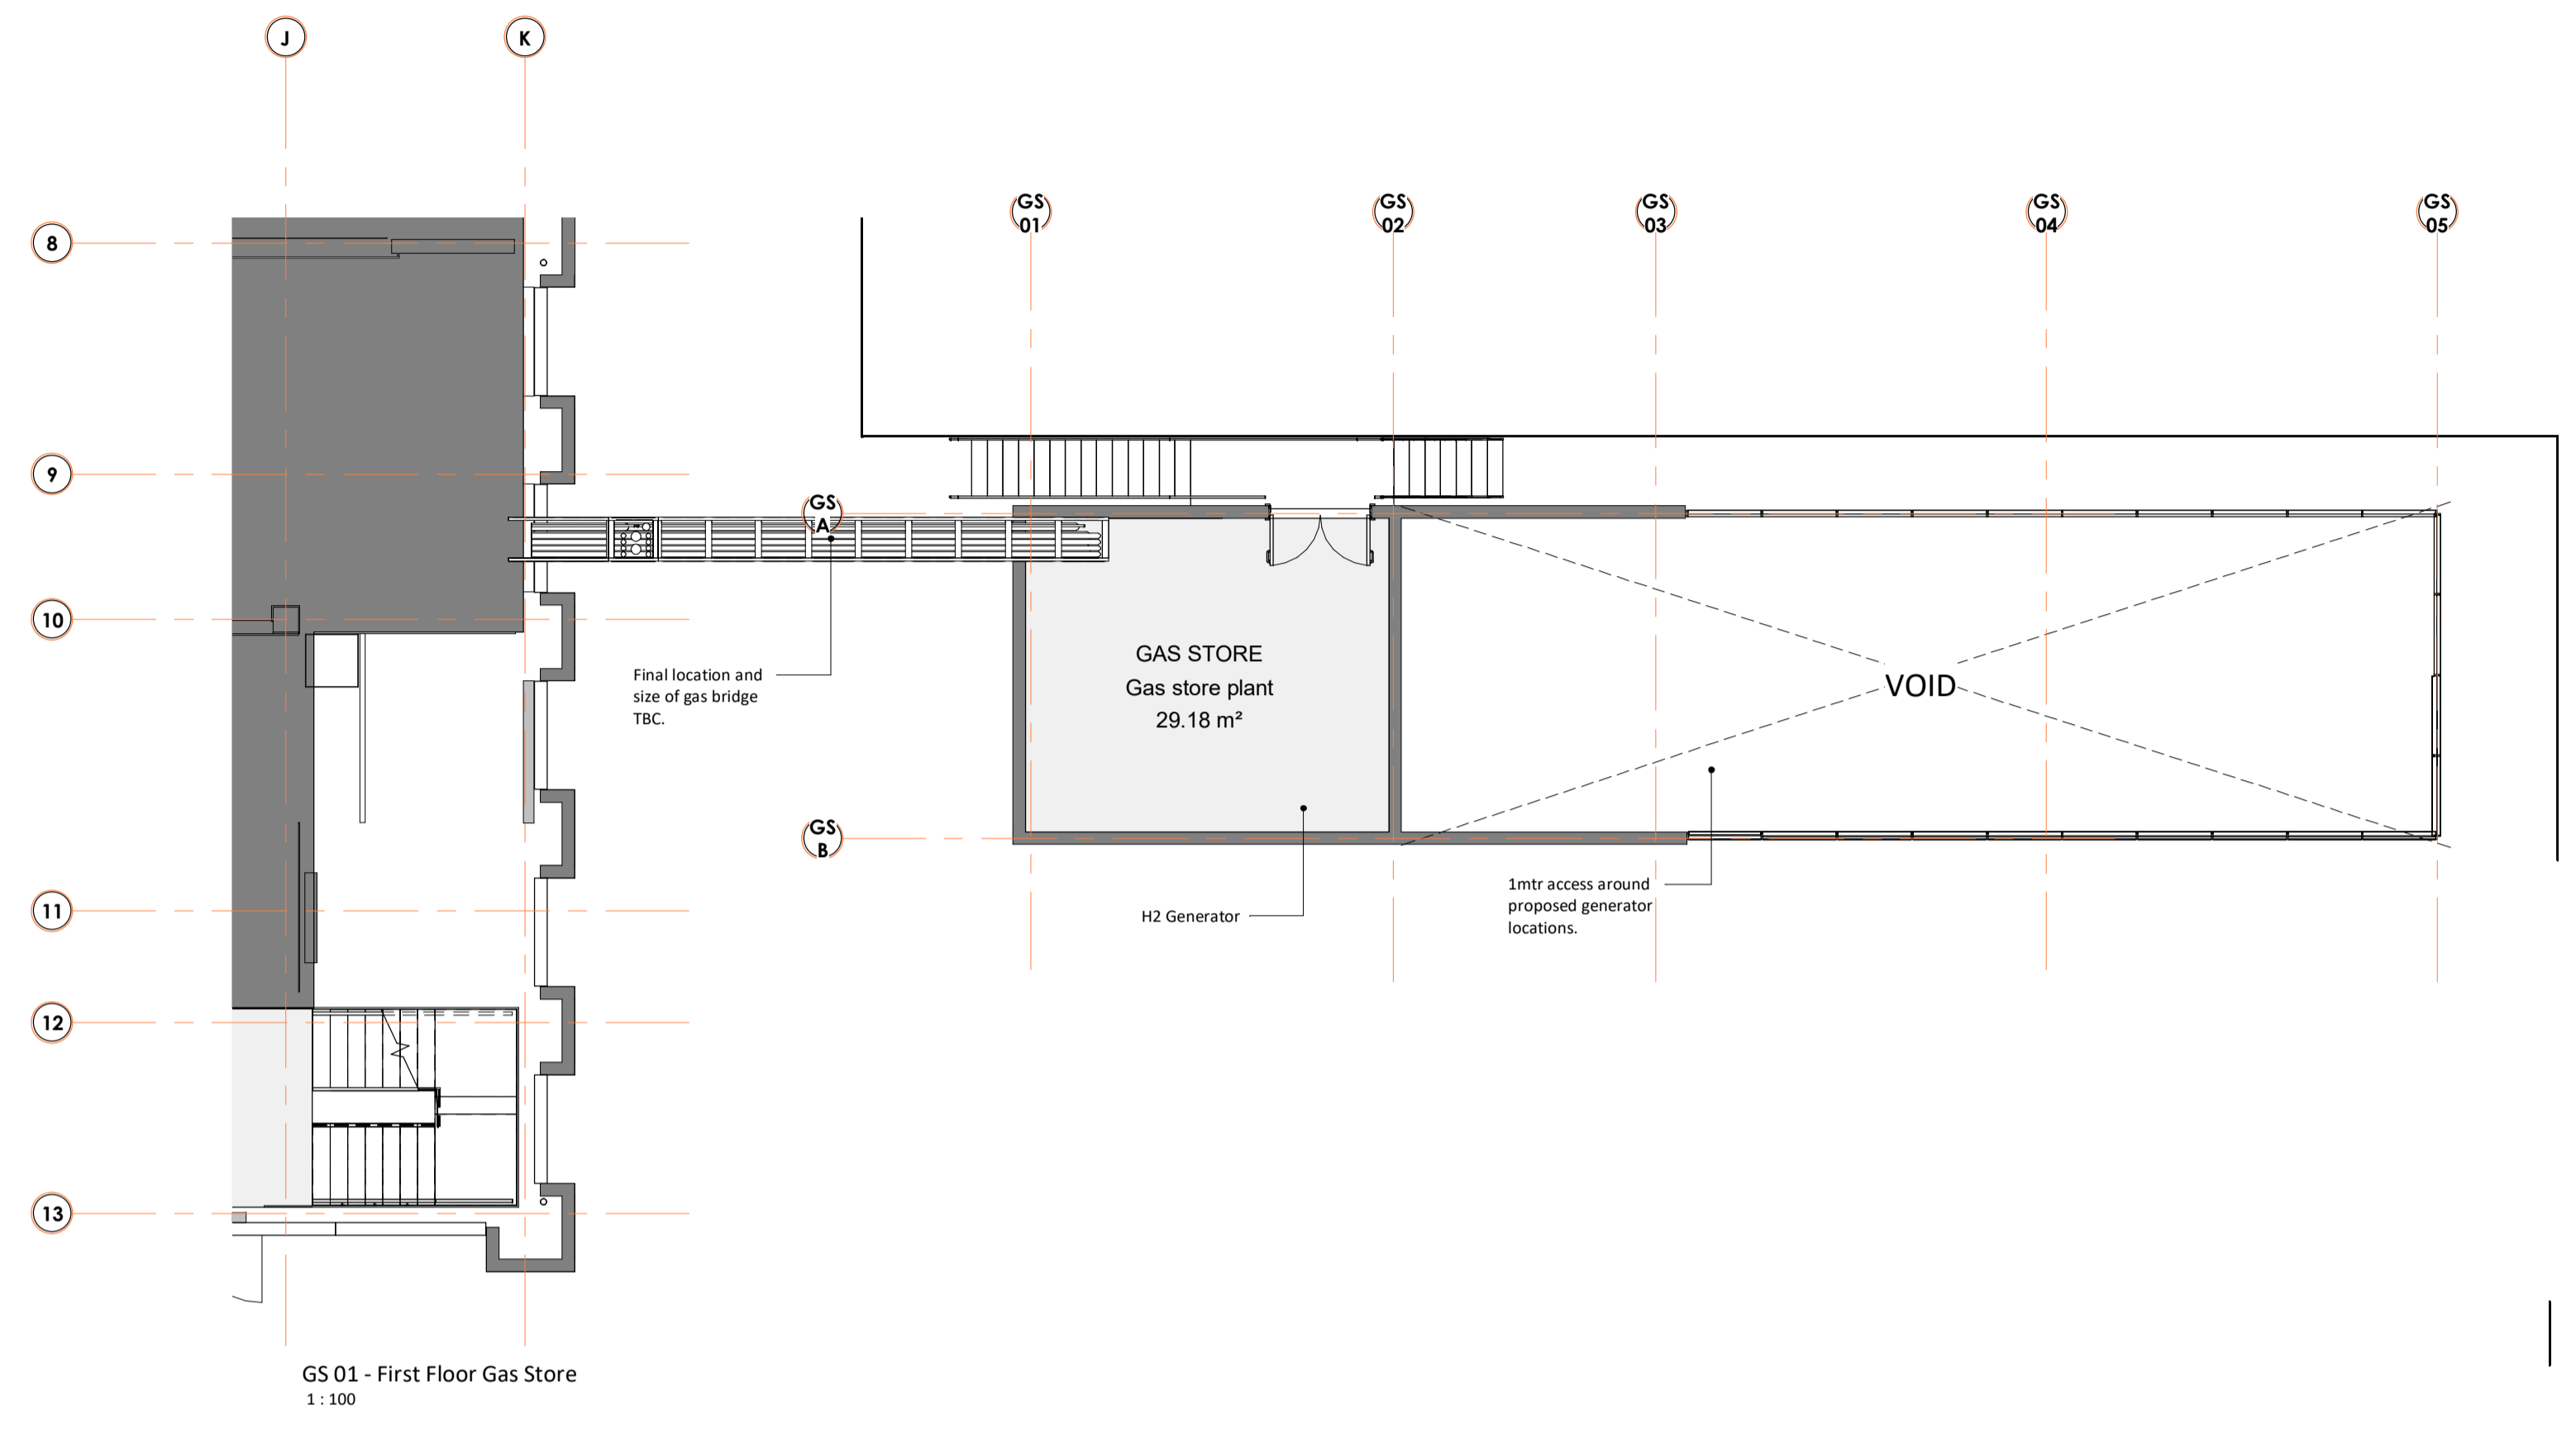 J
K
GS
01
GS
02
GS
03
GS
04
GS
05
8
9
GS
A
10
GAS STORE
Gas store plant
29.18 m²
Final location and
size of gas bridge
TBC.
VOID
GS
B
11
H2 Generator
1mtr access around
proposed generator
locations.
12
13
GS 01 - First Floor Gas Store
1 : 100